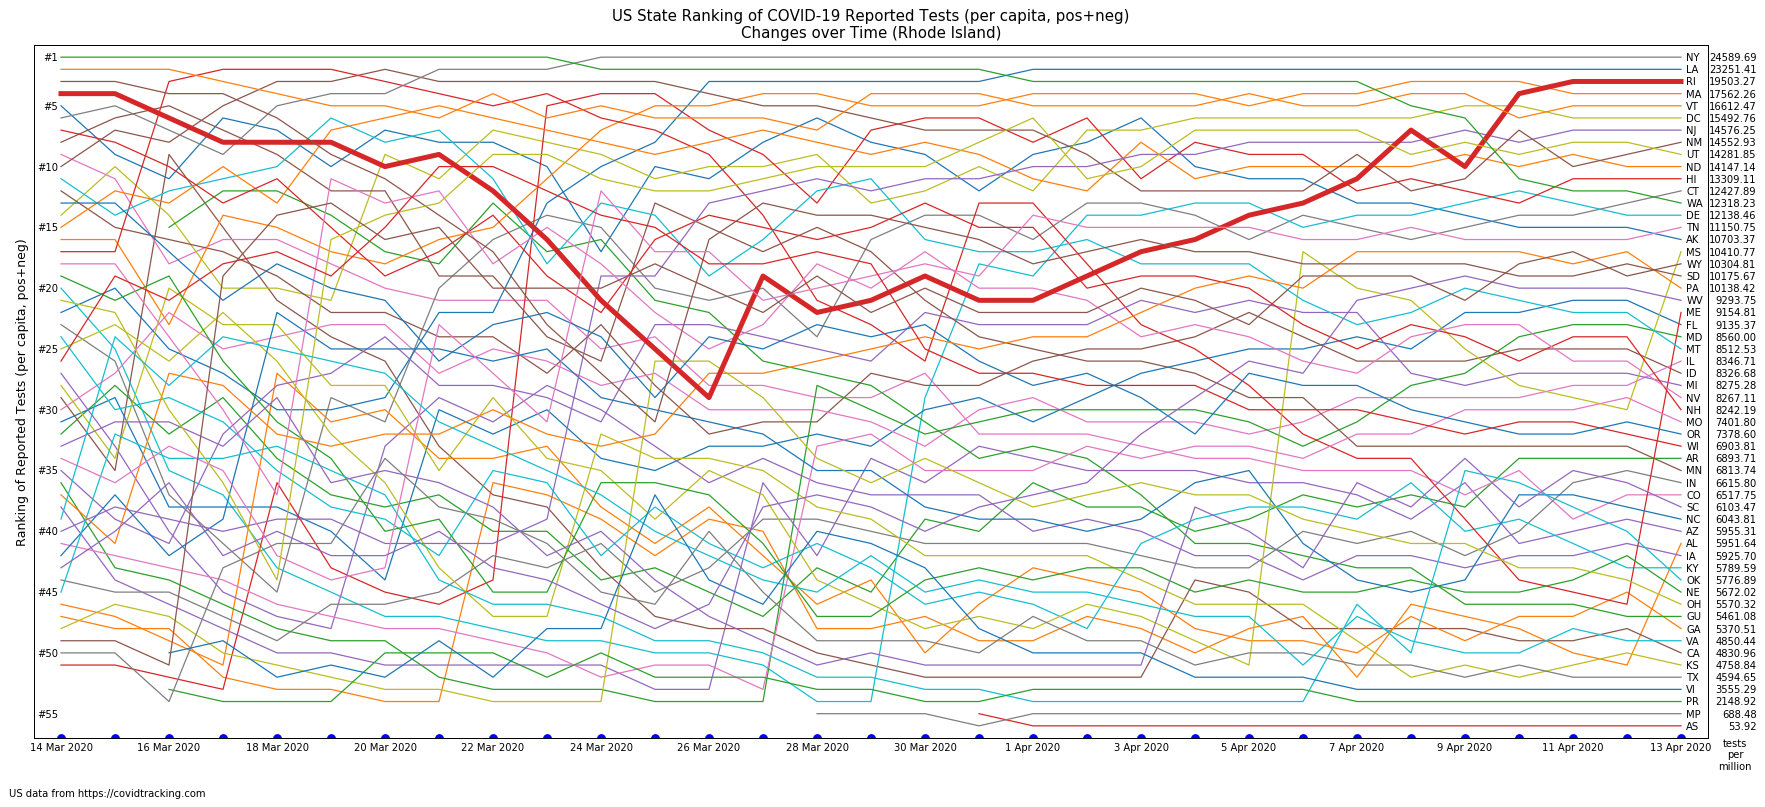 US State Ranking of COVID-19 Reported Tests (per capita, pos+neg)
Changes over Time (Rhode Island)
Ranking of Reported Tests (per capita, pos+neg)
#1
#5
#10
#15
#20
#25
#30
#35
#40
#45
#50
#55
NY 24589.69
LA 23251.41
RI 19503.27
MA 17562.26
VT 16612.47
DC 15492.76
NJ 14576.25
NM 14552.93
UT 14281.85
ND 14147.14
HI 13309.11
CT 12427.89
WA 12318.23
DE 12138.46
TN 11150.75
AK 10703.37
MS 10410.77
WY 10304.81
SD 10175.67
PA 10138.42
WV 9293.75
ME 9154.81
FL 9135.37
MD 8560.00
MT 8512.53
IL 8346.71
ID 8326.68
MI 8275.28
NV 8267.11
NH 8242.19
MO 7401.80
OR 7378.60
WI 6903.81
AR 6893.71
MN 6813.74
IN 6615.80
CO 6517.75
SC 6103.47
NC 6043.81
AZ 5955.31
AL 5951.64
IA 5925.70
KY 5789.59
OK 5776.89
NE 5672.02
OH 5570.32
GU 5461.08
GA 5370.51
VA 4850.44
CA 4830.96
KS 4758.84
TX 4594.65
VI 3555.29
PR 2148.92
MP 688.48
AS 53.92
14 Mar 2020 16 Mar 2020 18 Mar 2020 20 Mar 2020 22 Mar 2020 24 Mar 2020 26 Mar 2020 28 Mar 2020 30 Mar 2020 1 Apr 2020 3 Apr 2020 5 Apr 2020 7 Apr 2020 9 Apr 2020 11 Apr 2020 13 Apr 2020
tests
per
million
US data from https://covidtracking.com